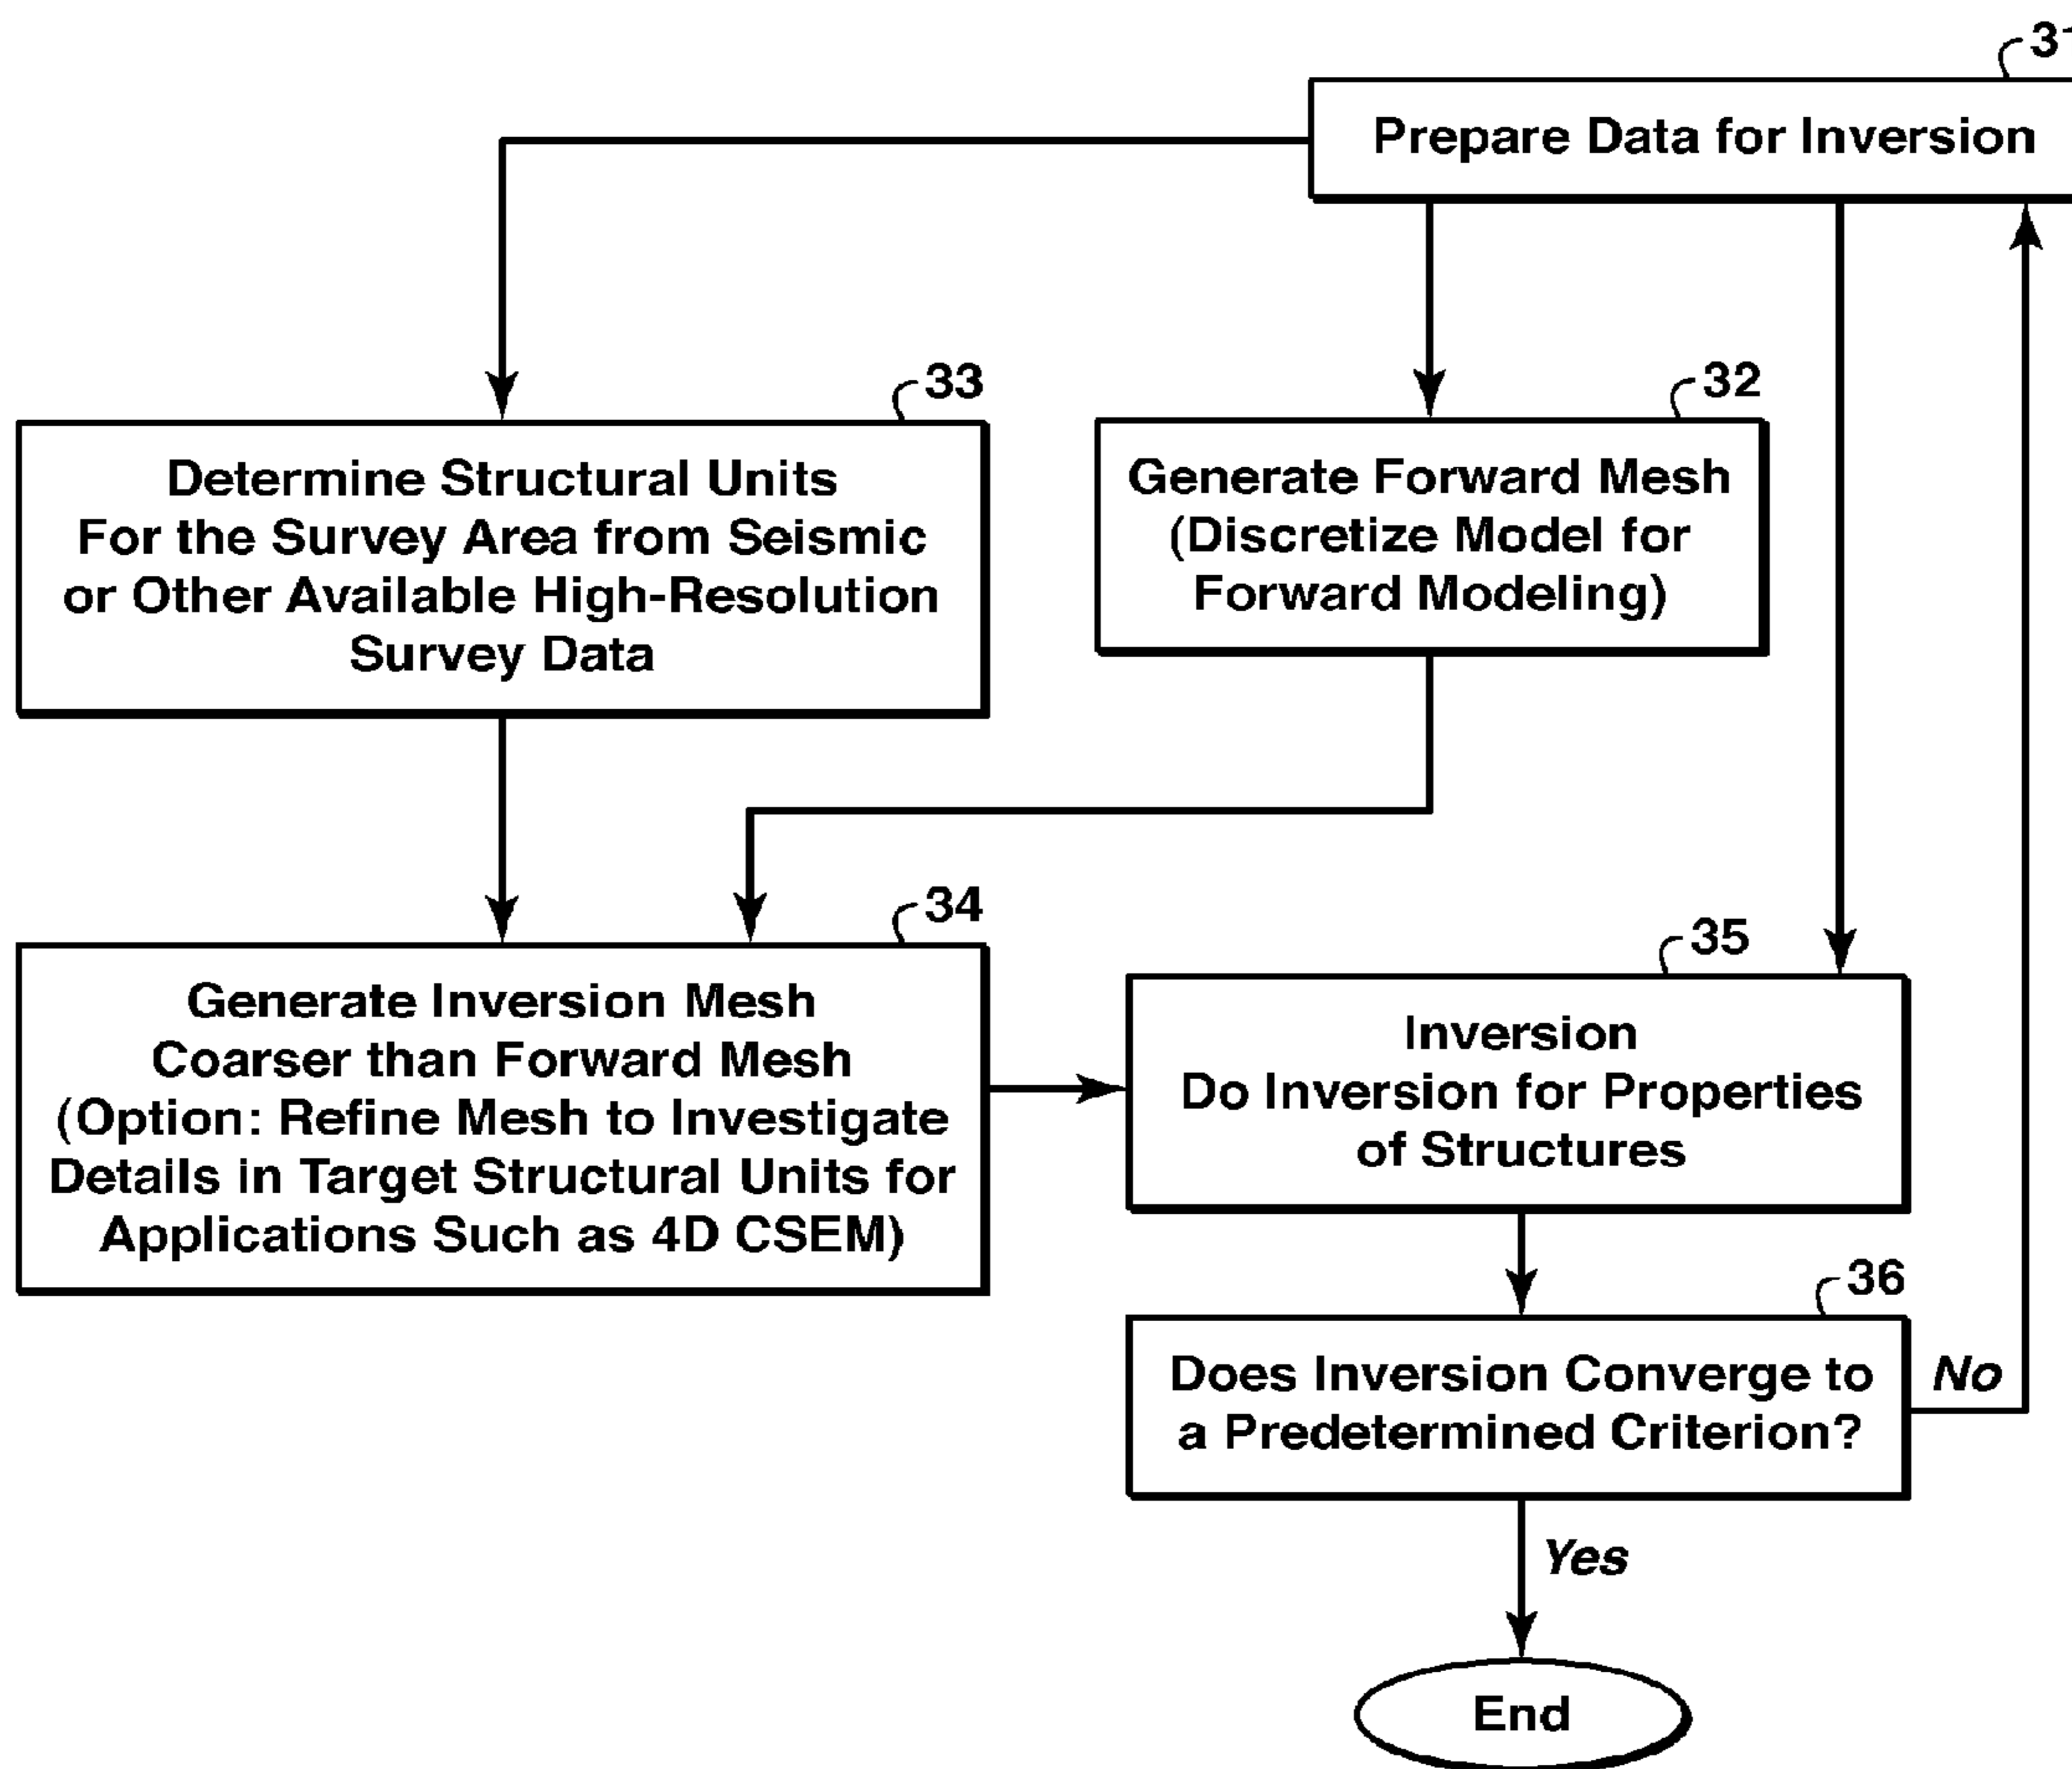 Prepare Data for Inversion
33
Determine Structural Units
For the Survey Area from Seismic
or Other Available High-Resolution
Survey Data
32
Generate Forward Mesh
(Discretize Model for
Forward Modeling)
34
Generate Inversion Mesh
Coarser than Forward Mesh
(Option: Refine Mesh to Investigate
Details in Target Structural Units for
Applications Such as 4D CSEM)
35
Inversion
Do Inversion for Properties
of Structures
36
Does Inversion Converge to
a Predetermined Criterion?
No
Yes
End